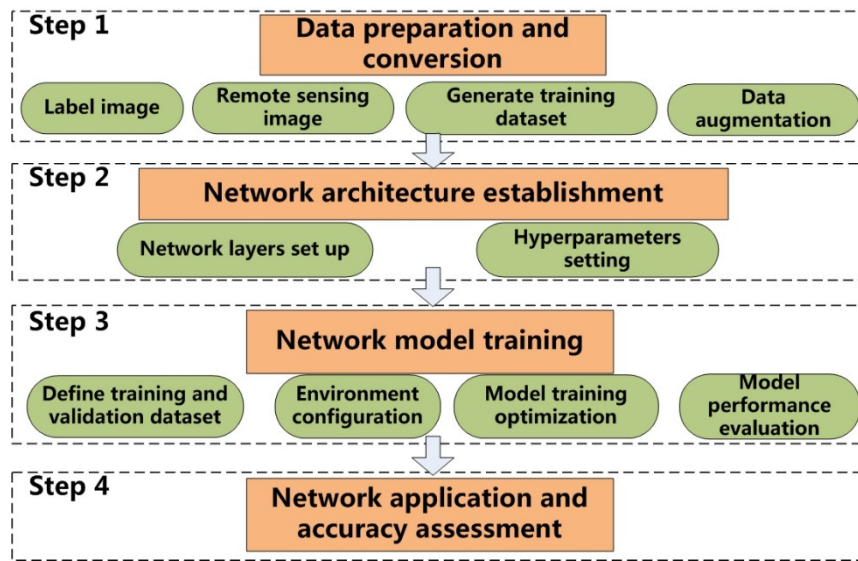 Step 1
Data preparation and
conversion
Label image
Remote sensing
image
Generate training
dataset
Data
augmentation
Step 2
Network architecture establishment
Network layers set up
Hyperparameters
setting
Step 3
Network model training
Define training and
validation dataset
Environment
configuration
Model training
optimization
Model
performance
evaluation
Step 4
Network application and
accuracy assessment